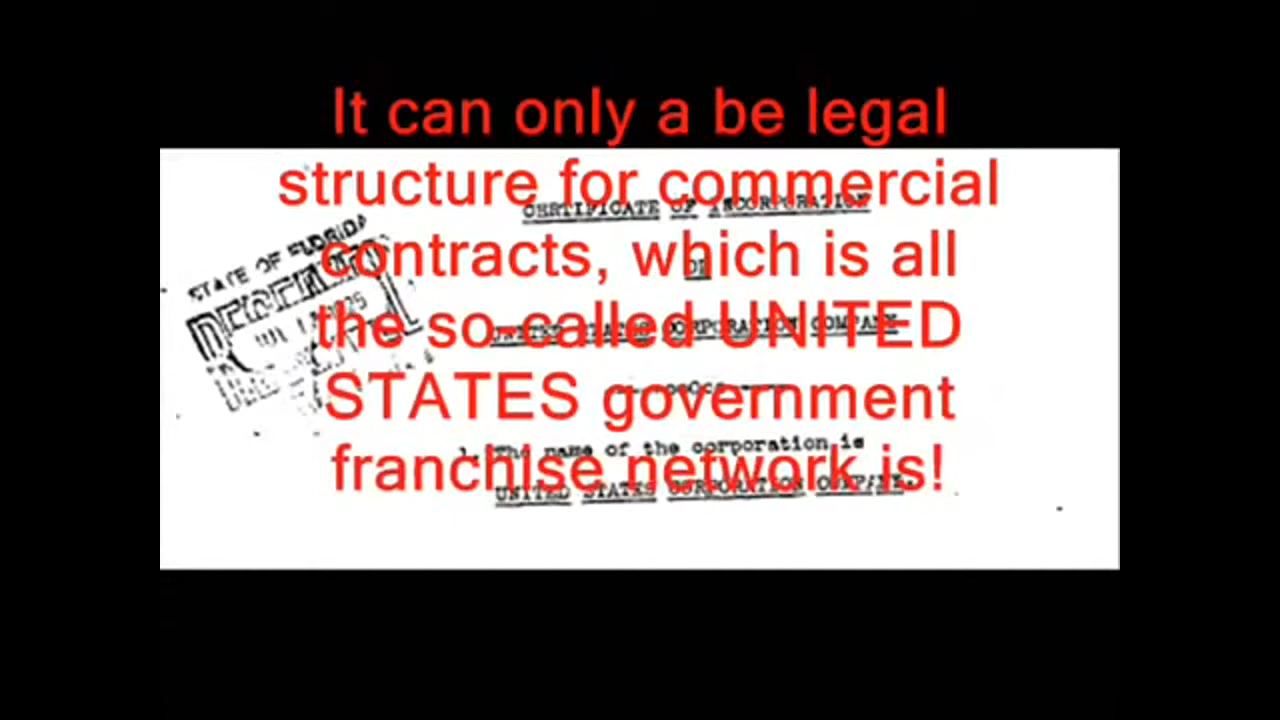 It can only a be legal
structure for commercial
CERTIFICATE OF INCORPORATION
contracts, which is all
OF
STATE OF FLORIDA
the so-called UNITED
UNITED STATES CORPORATION COMPANY
STATES government
1. The name of the corporation is
franchise network is!
UNITED STATES CORPORATION COMPANY.